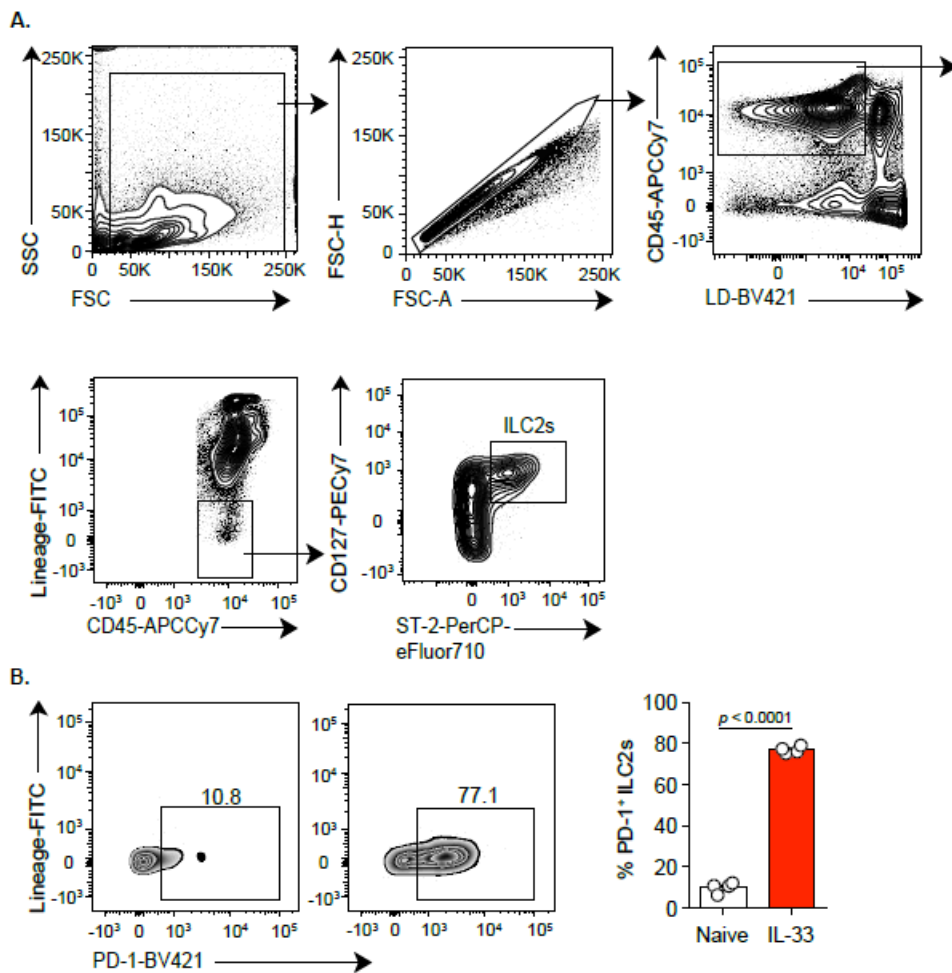 A.
SSC
250K
150K
100K
50K
0
0
50K
150K
250K
FSC
FSC-H
250K
150K
100K
50K
0
0
50K
150K
250K
FSC-A
CD45-APCCy7
10⁵
10⁴
10³
0
-10³
0
10⁴
10⁵
LD-BV421
Lineage-FITC
10⁵
10⁴
10³
0
-10³
-10³
0
10³
10⁴
10⁵
CD45-APCCy7
CD127-PECy7
ILC2s
10⁵
10⁴
10³
0
-10³
-10³
0
10³
10⁴
10⁵
ST-2-PerCP-
eFluor710
B.
Lineage-FITC
10⁵
10⁴
10³
0
-10³
10.8
-10³
0
10³
10⁴
10⁵
PD-1-BV421
10⁵
10⁴
10³
0
-10³
77.1
-10³
0
10³
10⁴
10⁵
% PD-1⁺ ILC2s
100
80
60
40
20
0
p < 0.0001
Naive
IL-33